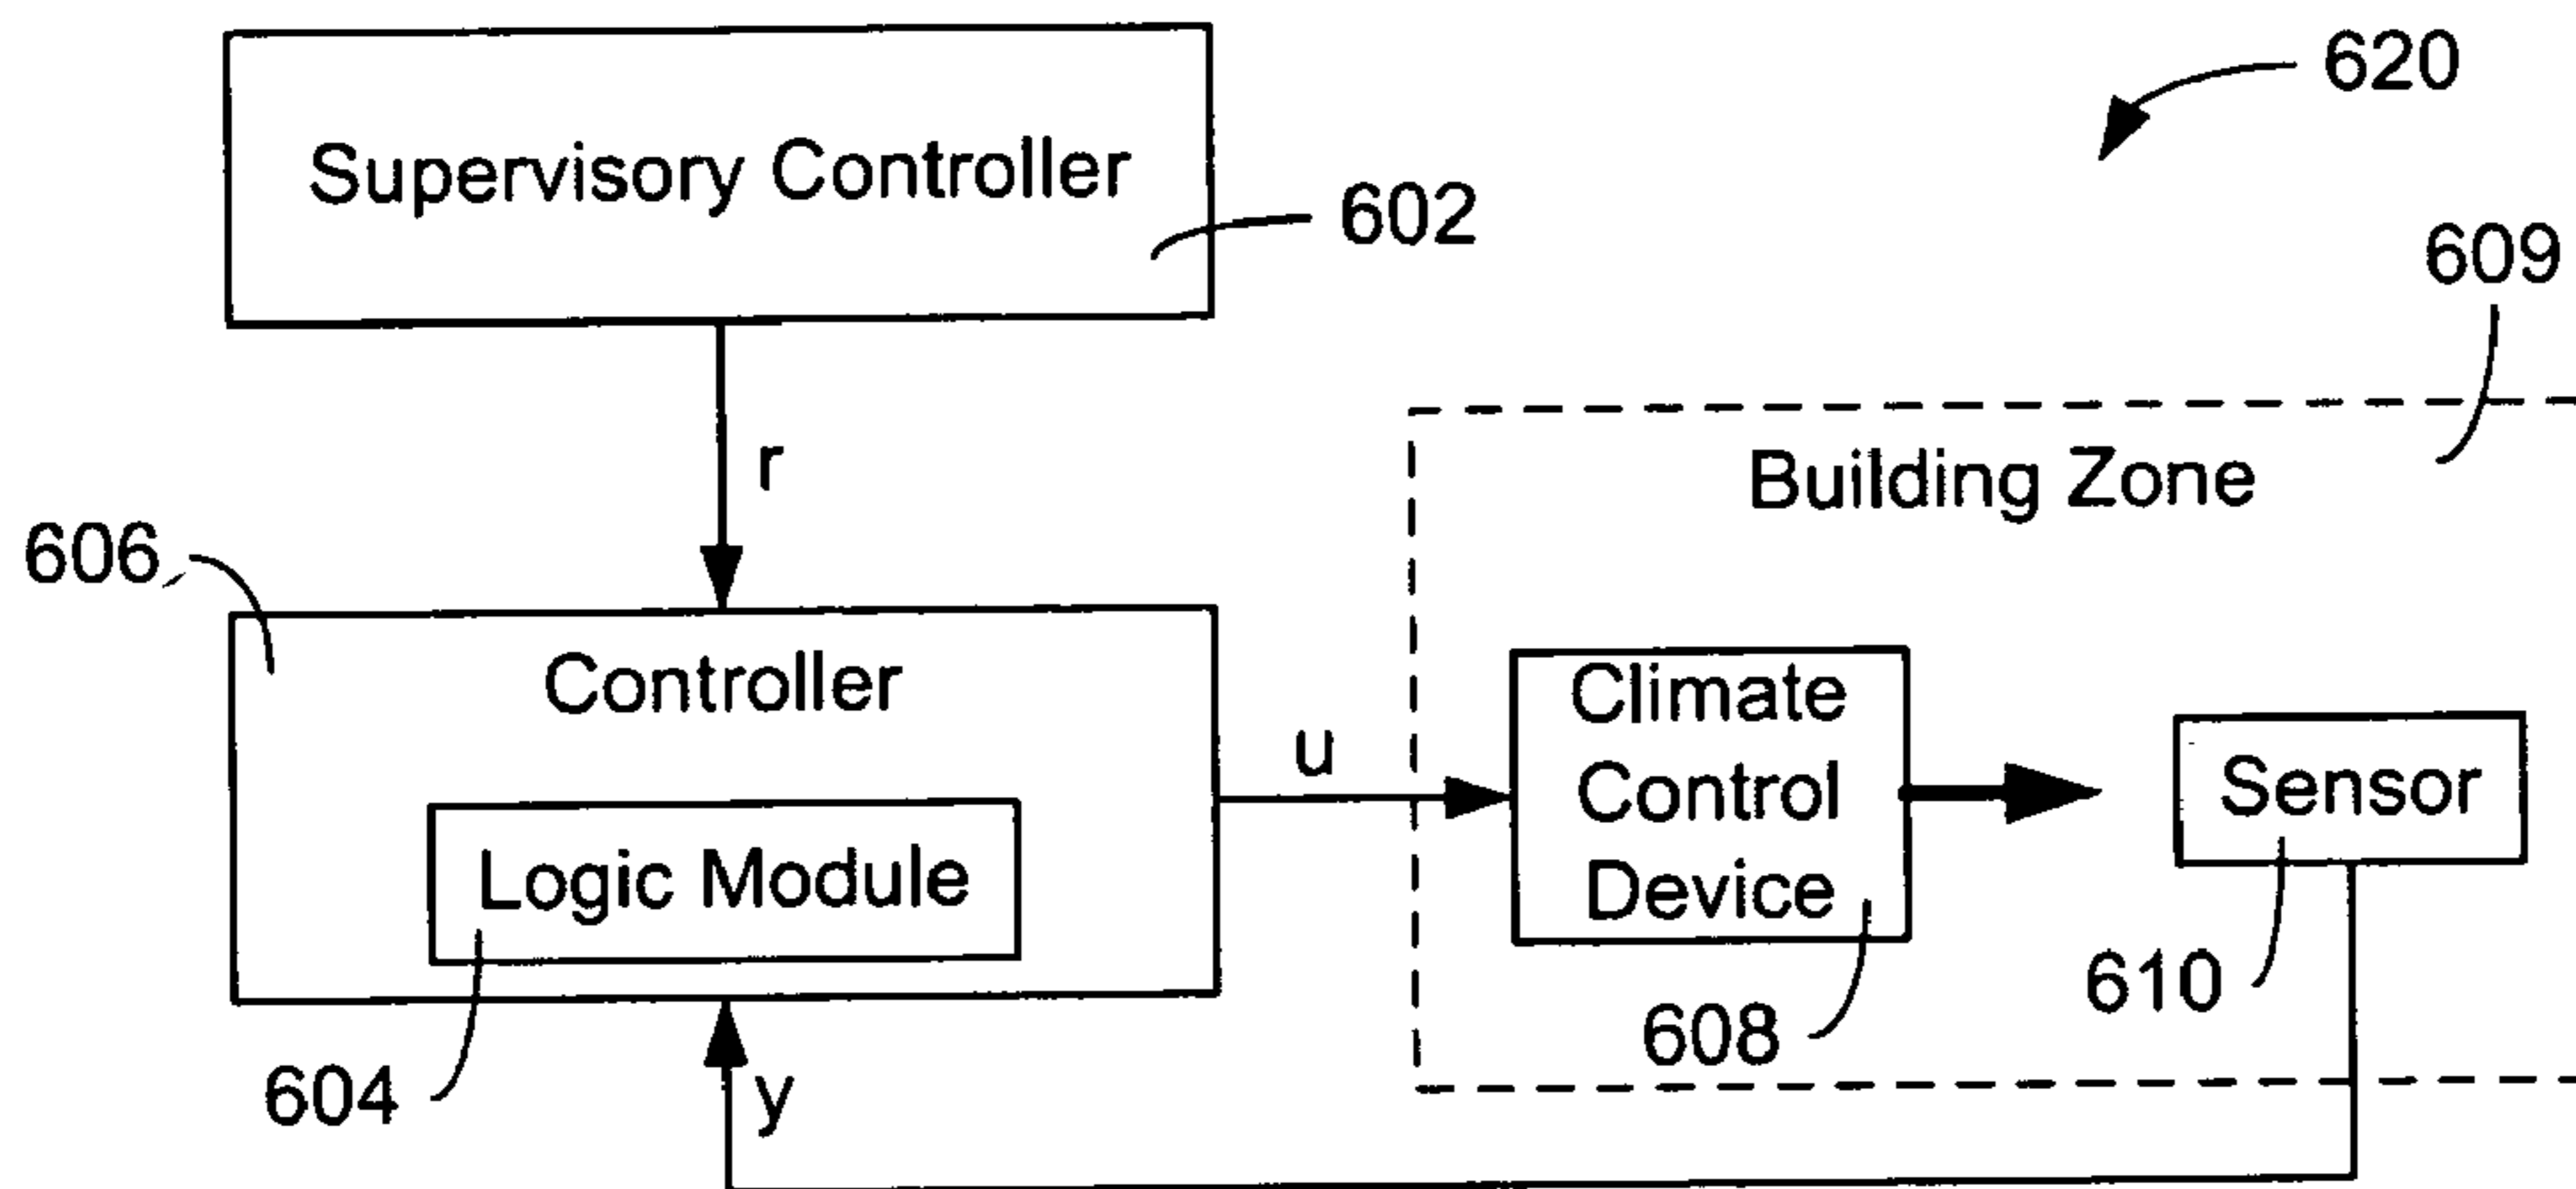 620
Supervisory Controller
602
609
r
Building Zone
606
Controller
Climate
Control
Device
u
Sensor
Logic Module
610
608
604
y